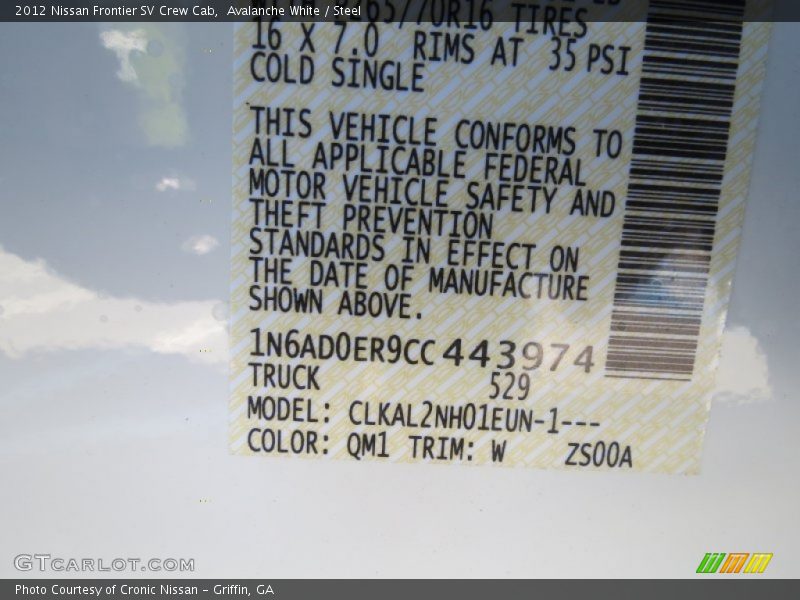 2012 Nissan Frontier SV Crew Cab,  Avalanche White / Steel
TIRES
16 X 7.0 RIMS AT 35 PSI
COLD SINGLE
THIS VEHICLE CONFORMS TO
ALL APPLICABLE FEDERAL
MOTOR VEHICLE SAFETY AND
THEFT PREVENTION
STANDARDS IN EFFECT ON
THE DATE OF MANUFACTURE
SHOWN ABOVE.
1N6AD0ER9CC443974
TRUCK 529
MODEL: CLKAL2NH01EUN-1---
COLOR: QM1 TRIM: W ZS00A
GTCARLOT.COM
Photo Courtesy of Cronic Nissan – Griffin, GA